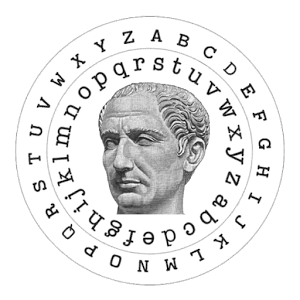 A B C D E F G H I J K L M N O P Q R S T U V W X Y Z
a b c d e f g h i j k l m n o p q r s t u v w x y z